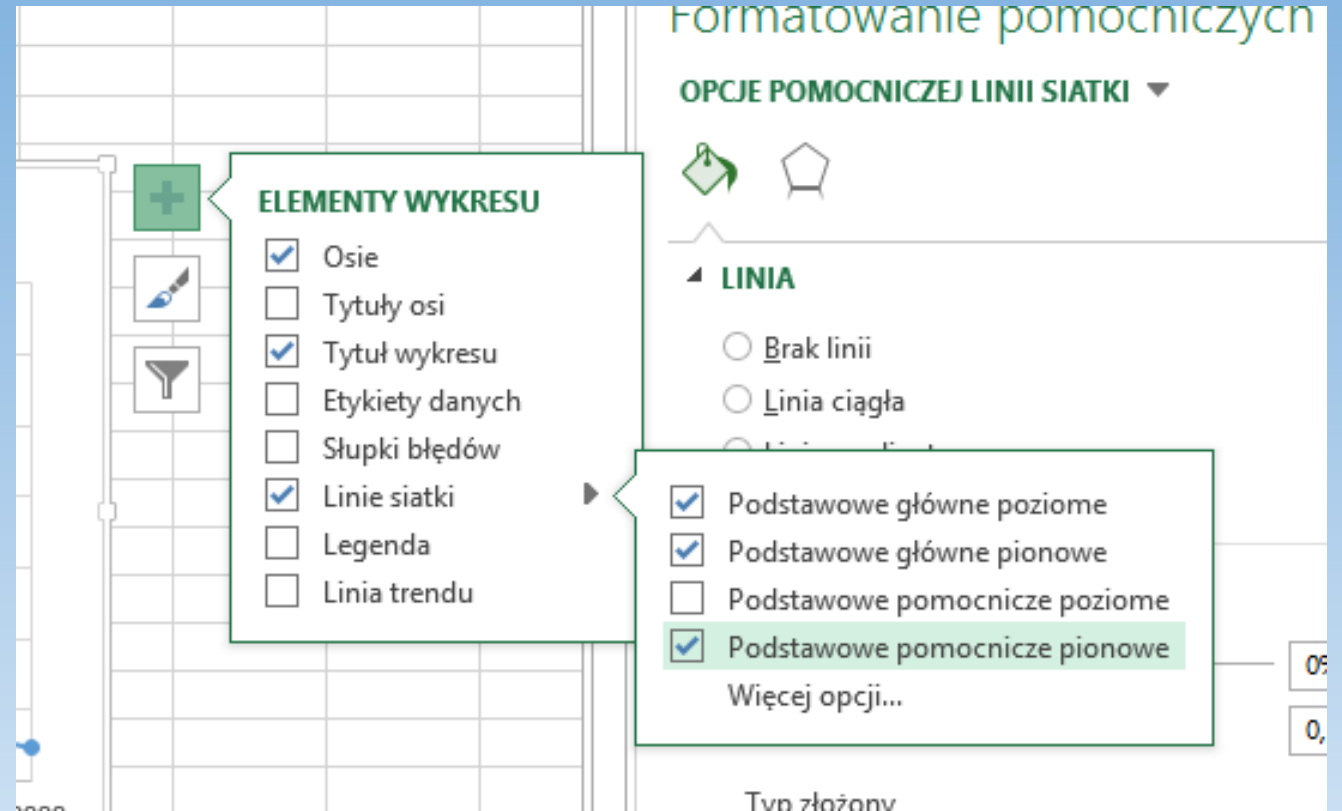 Formatowanie pomocniczych
OPCJE POMOCNICZEJ LINII SIATKI
ELEMENTY WYKRESU
Osie
Tytuły osi
Tytuł wykresu
Etykiety danych
Słupki błędów
Linie siatki
Legenda
Linia trendu
LINIA
Brak linii
Linia ciągła
Podstawowe główne poziome
Podstawowe główne pionowe
Podstawowe pomocnicze poziome
Podstawowe pomocnicze pionowe
Więcej opcji...
0%
0,
Typ złożony